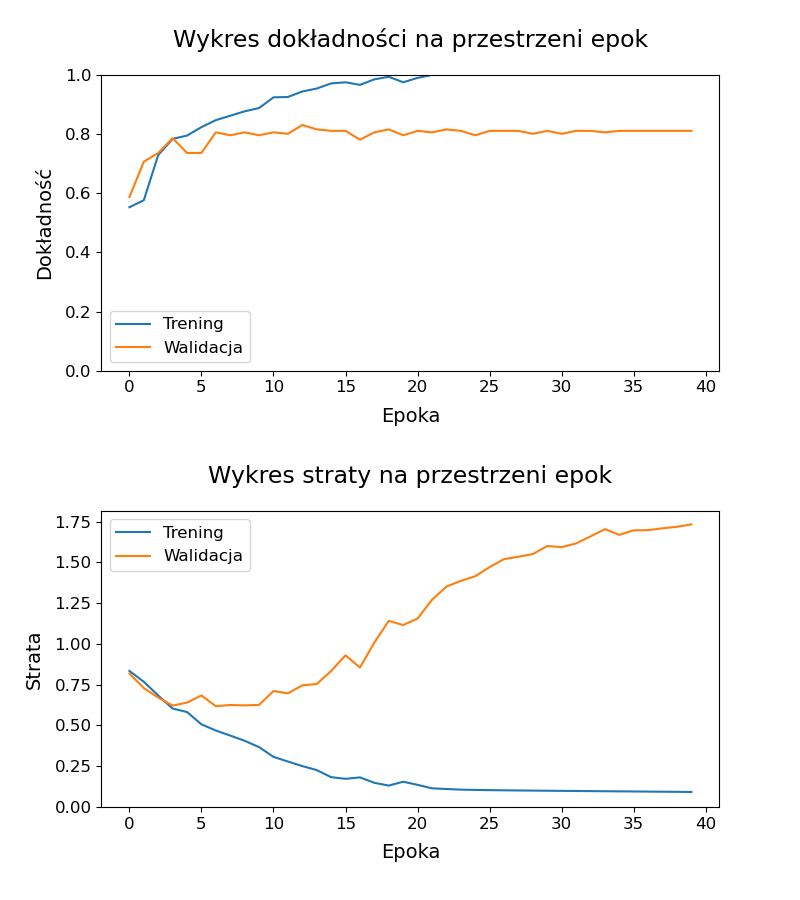 Wykres dokładności na przestrzeni epok
1.0
0.8
0.6
0.4
0.2
0.0
Dokładność
Trening
Walidacja
0 5 10 15 20 25 30 35 40
Epoka
Wykres straty na przestrzeni epok
1.75
1.50
1.25
1.00
0.75
0.50
0.25
0.00
Strata
Trening
Walidacja
0 5 10 15 20 25 30 35 40
Epoka